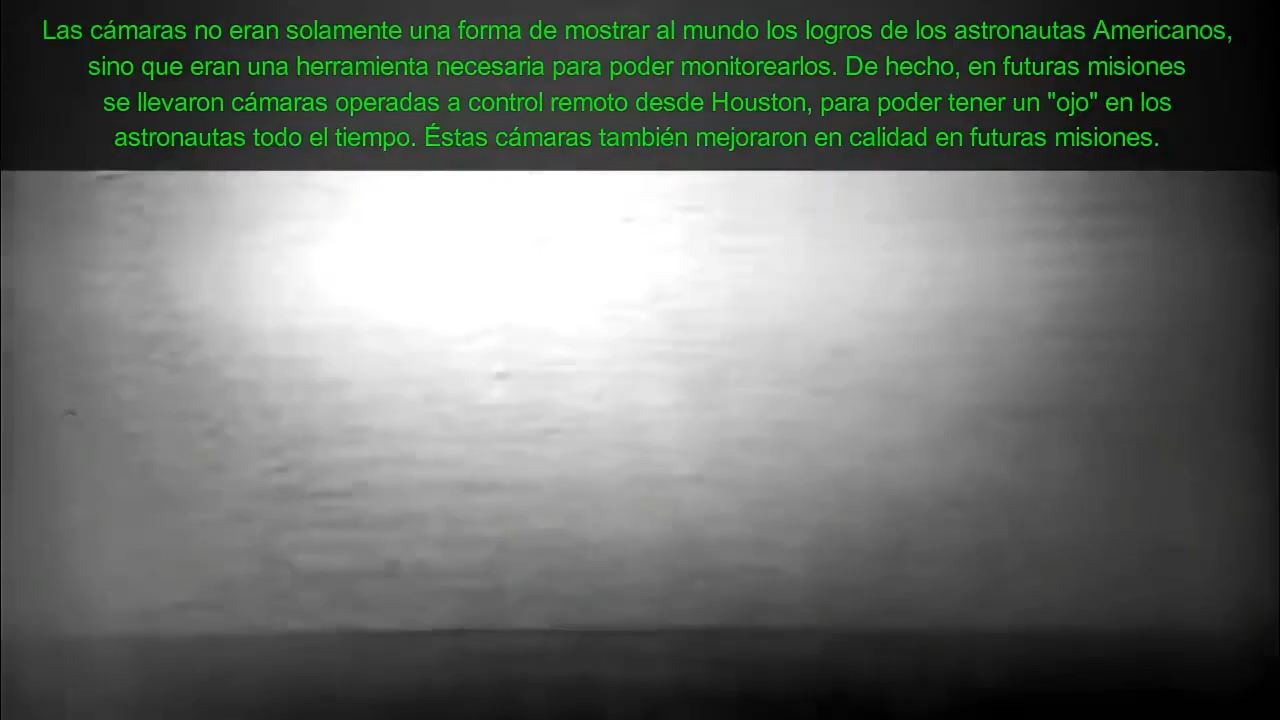 Las cámaras no eran solamente una forma de mostrar al mundo los logros de los astronautas Americanos,
sino que eran una herramienta necesaria para poder monitorearlos. De hecho, en futuras misiones
se llevaron cámaras operadas a control remoto desde Houston, para poder tener un "ojo" en los
astronautas todo el tiempo. Éstas cámaras también mejoraron en calidad en futuras misiones.